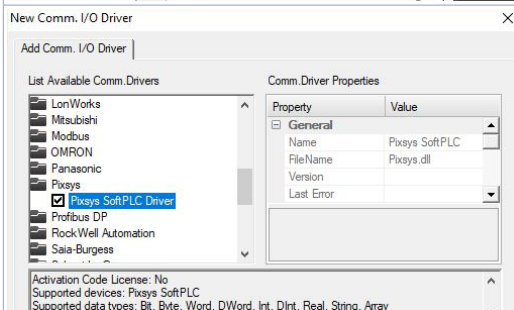 New Comm. I/O Driver
Add Comm. I/O Driver
List Available Comm.Drivers
LonWorks
Mitsubishi
Modbus
OMRON
Panasonic
Pixsys
Pixsys SoftPLC Driver
Profibus DP
RockWell Automation
Saia-Burgess
Comm.Driver Properties
Property Value
General
Name Pixsys SoftPLC
FileName Pixsys.dll
Version
Last Error
Activation Code License: No
Supported devices: Pixsys SoftPLC
Supported data types: Bit, Byte, Word, DWord, Int, DInt, Real, String, Array